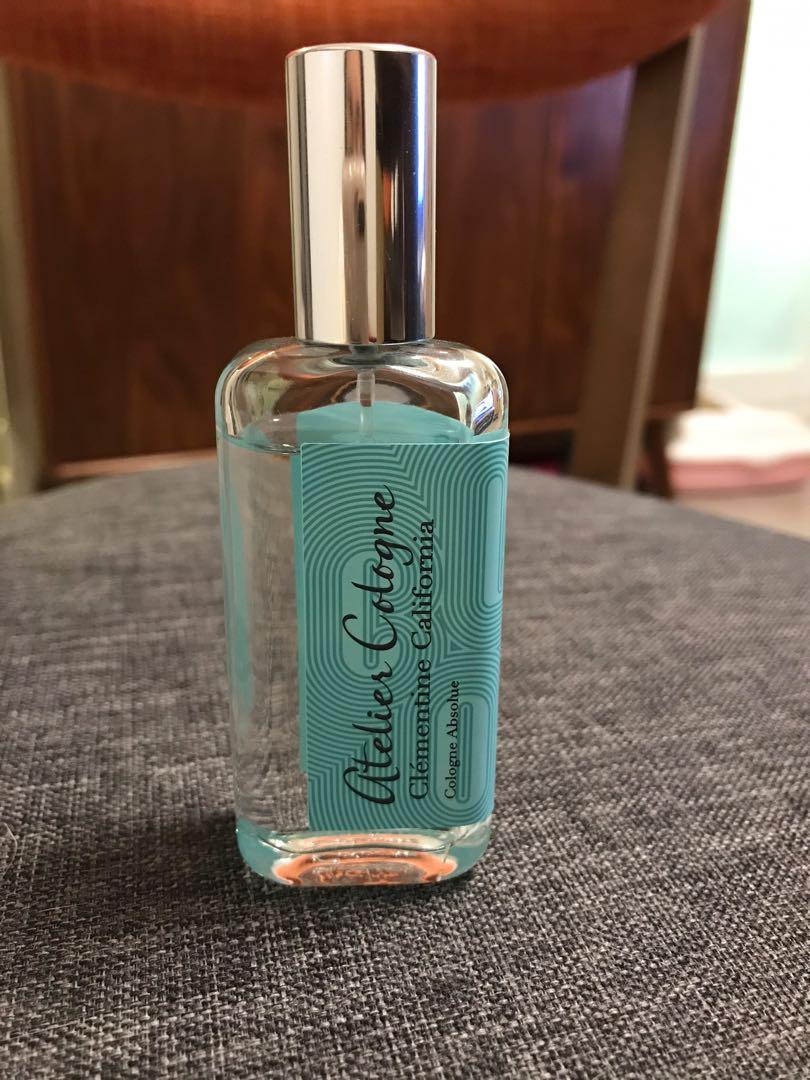 Atelier Cologne
Clémentine California
Cologne Absolue